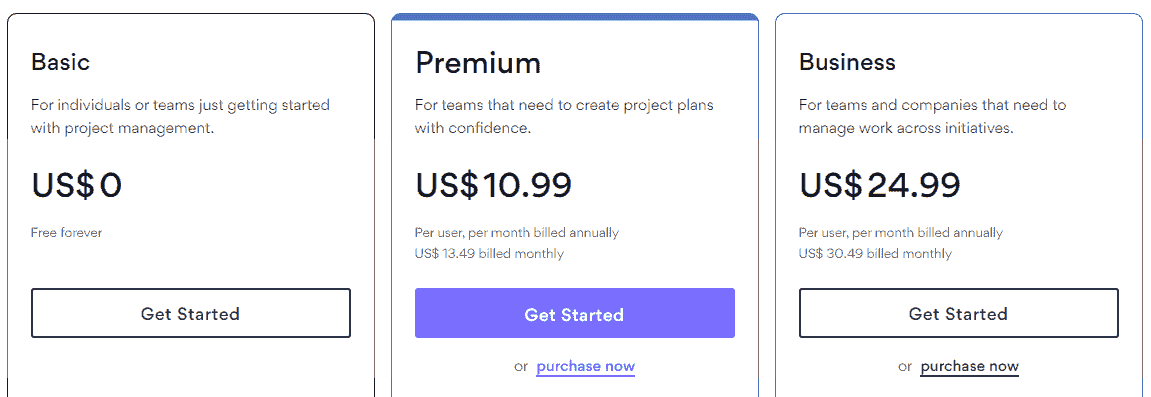 Basic
For individuals or teams just getting started
with project management.
US$0
Free forever
Get Started
Premium
For teams that need to create project plans
with confidence.
US$10.99
Per user, per month billed annually
US$ 13.49 billed monthly
Get Started
or purchase now
Business
For teams and companies that need to
manage work across initiatives.
US$24.99
Per user, per month billed annually
US$ 30.49 billed monthly
Get Started
or purchase now